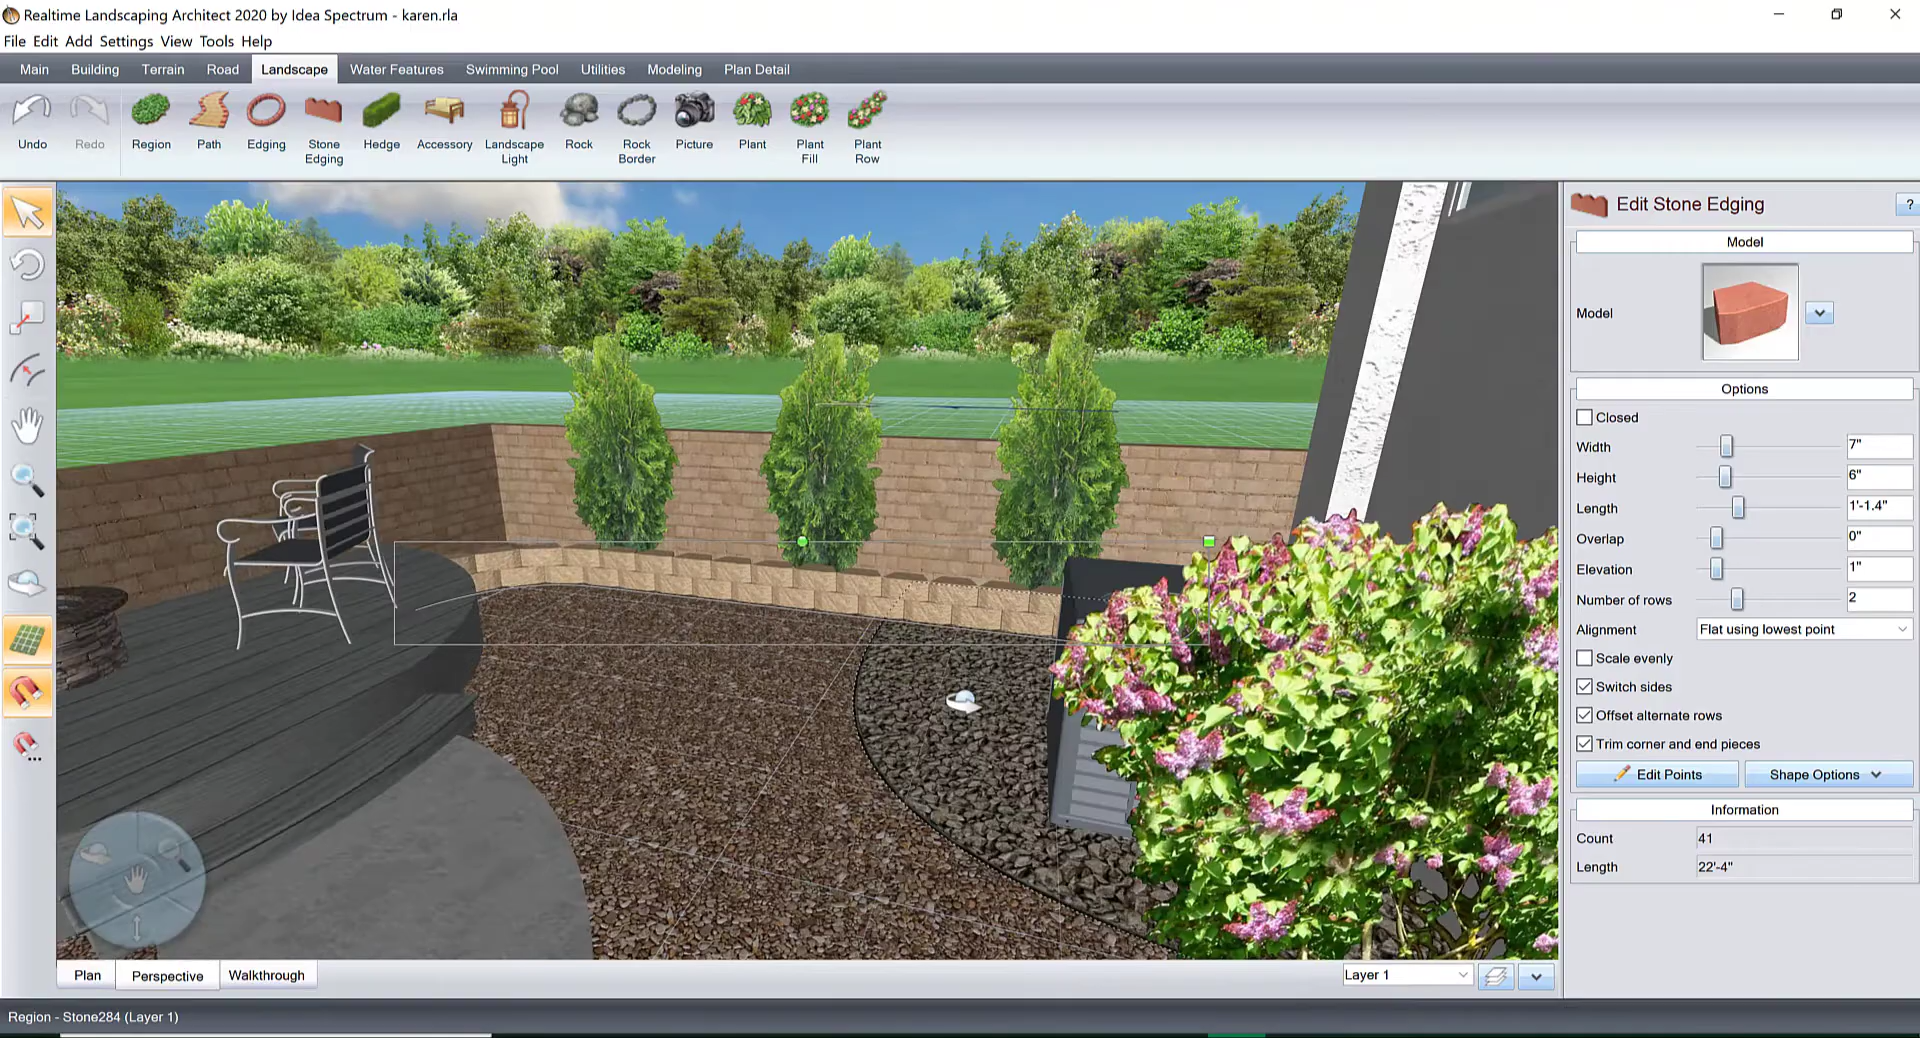 Realtime Landscaping Architect 2020 by Idea Spectrum - karen.rla
File Edit Add Settings View Tools Help
Main Building Terrain Road Landscape Water Features Swimming Pool Utilities Modeling Plan Detail
Undo Redo Region Path Edging Stone Edging Hedge Accessory Landscape Light Rock Rock Border Picture Plant Plant Fill Plant Row
Edit Stone Edging ?
Model
Model
Options
Closed
Width 7"
Height 6"
Length 1'-1.4"
Overlap 0"
Elevation 1"
Number of rows 2
Alignment Flat using lowest point
Scale evenly
Switch sides
Offset alternate rows
Trim corner and end pieces
Edit Points Shape Options
Information
Count 41
Length 22'-4"
Plan Perspective Walkthrough Layer 1
Region - Stone284 (Layer 1)